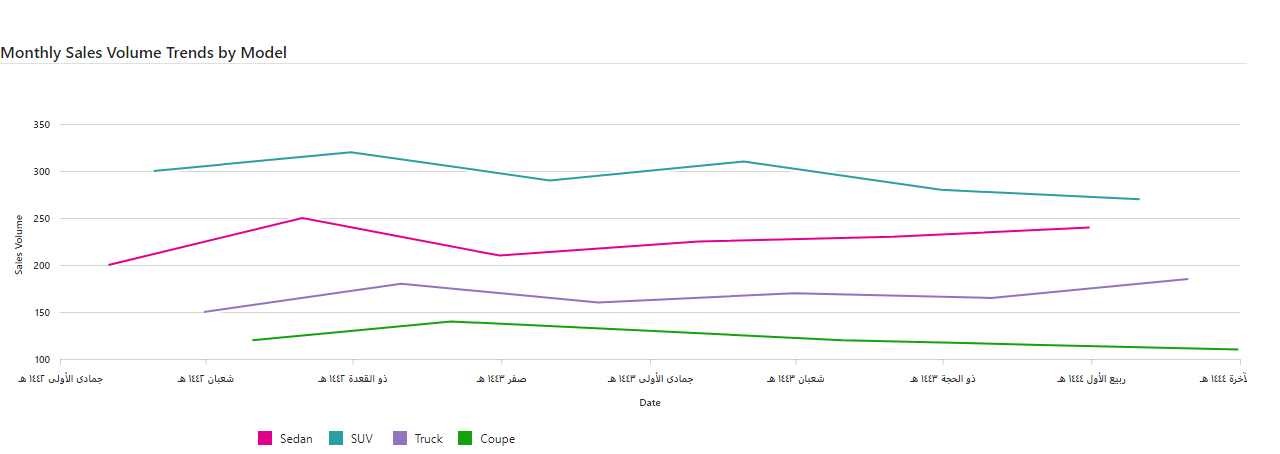 Monthly Sales Volume Trends by Model
350
300
250
200
150
100
Sales Volume
جمادى الأولى ١٤٤٢ هـ
شعبان ١٤٤٢ هـ
ذو القعدة ١٤٤٢ هـ
صفر ١٤٤٣ هـ
جمادى الأولى ١٤٤٣ هـ
شعبان ١٤٤٣ هـ
ذو الحجة ١٤٤٣ هـ
ربيع الأول ١٤٤٤ هـ
لآخرة ١٤٤٤ هـ
Date
Sedan SUV Truck Coupe